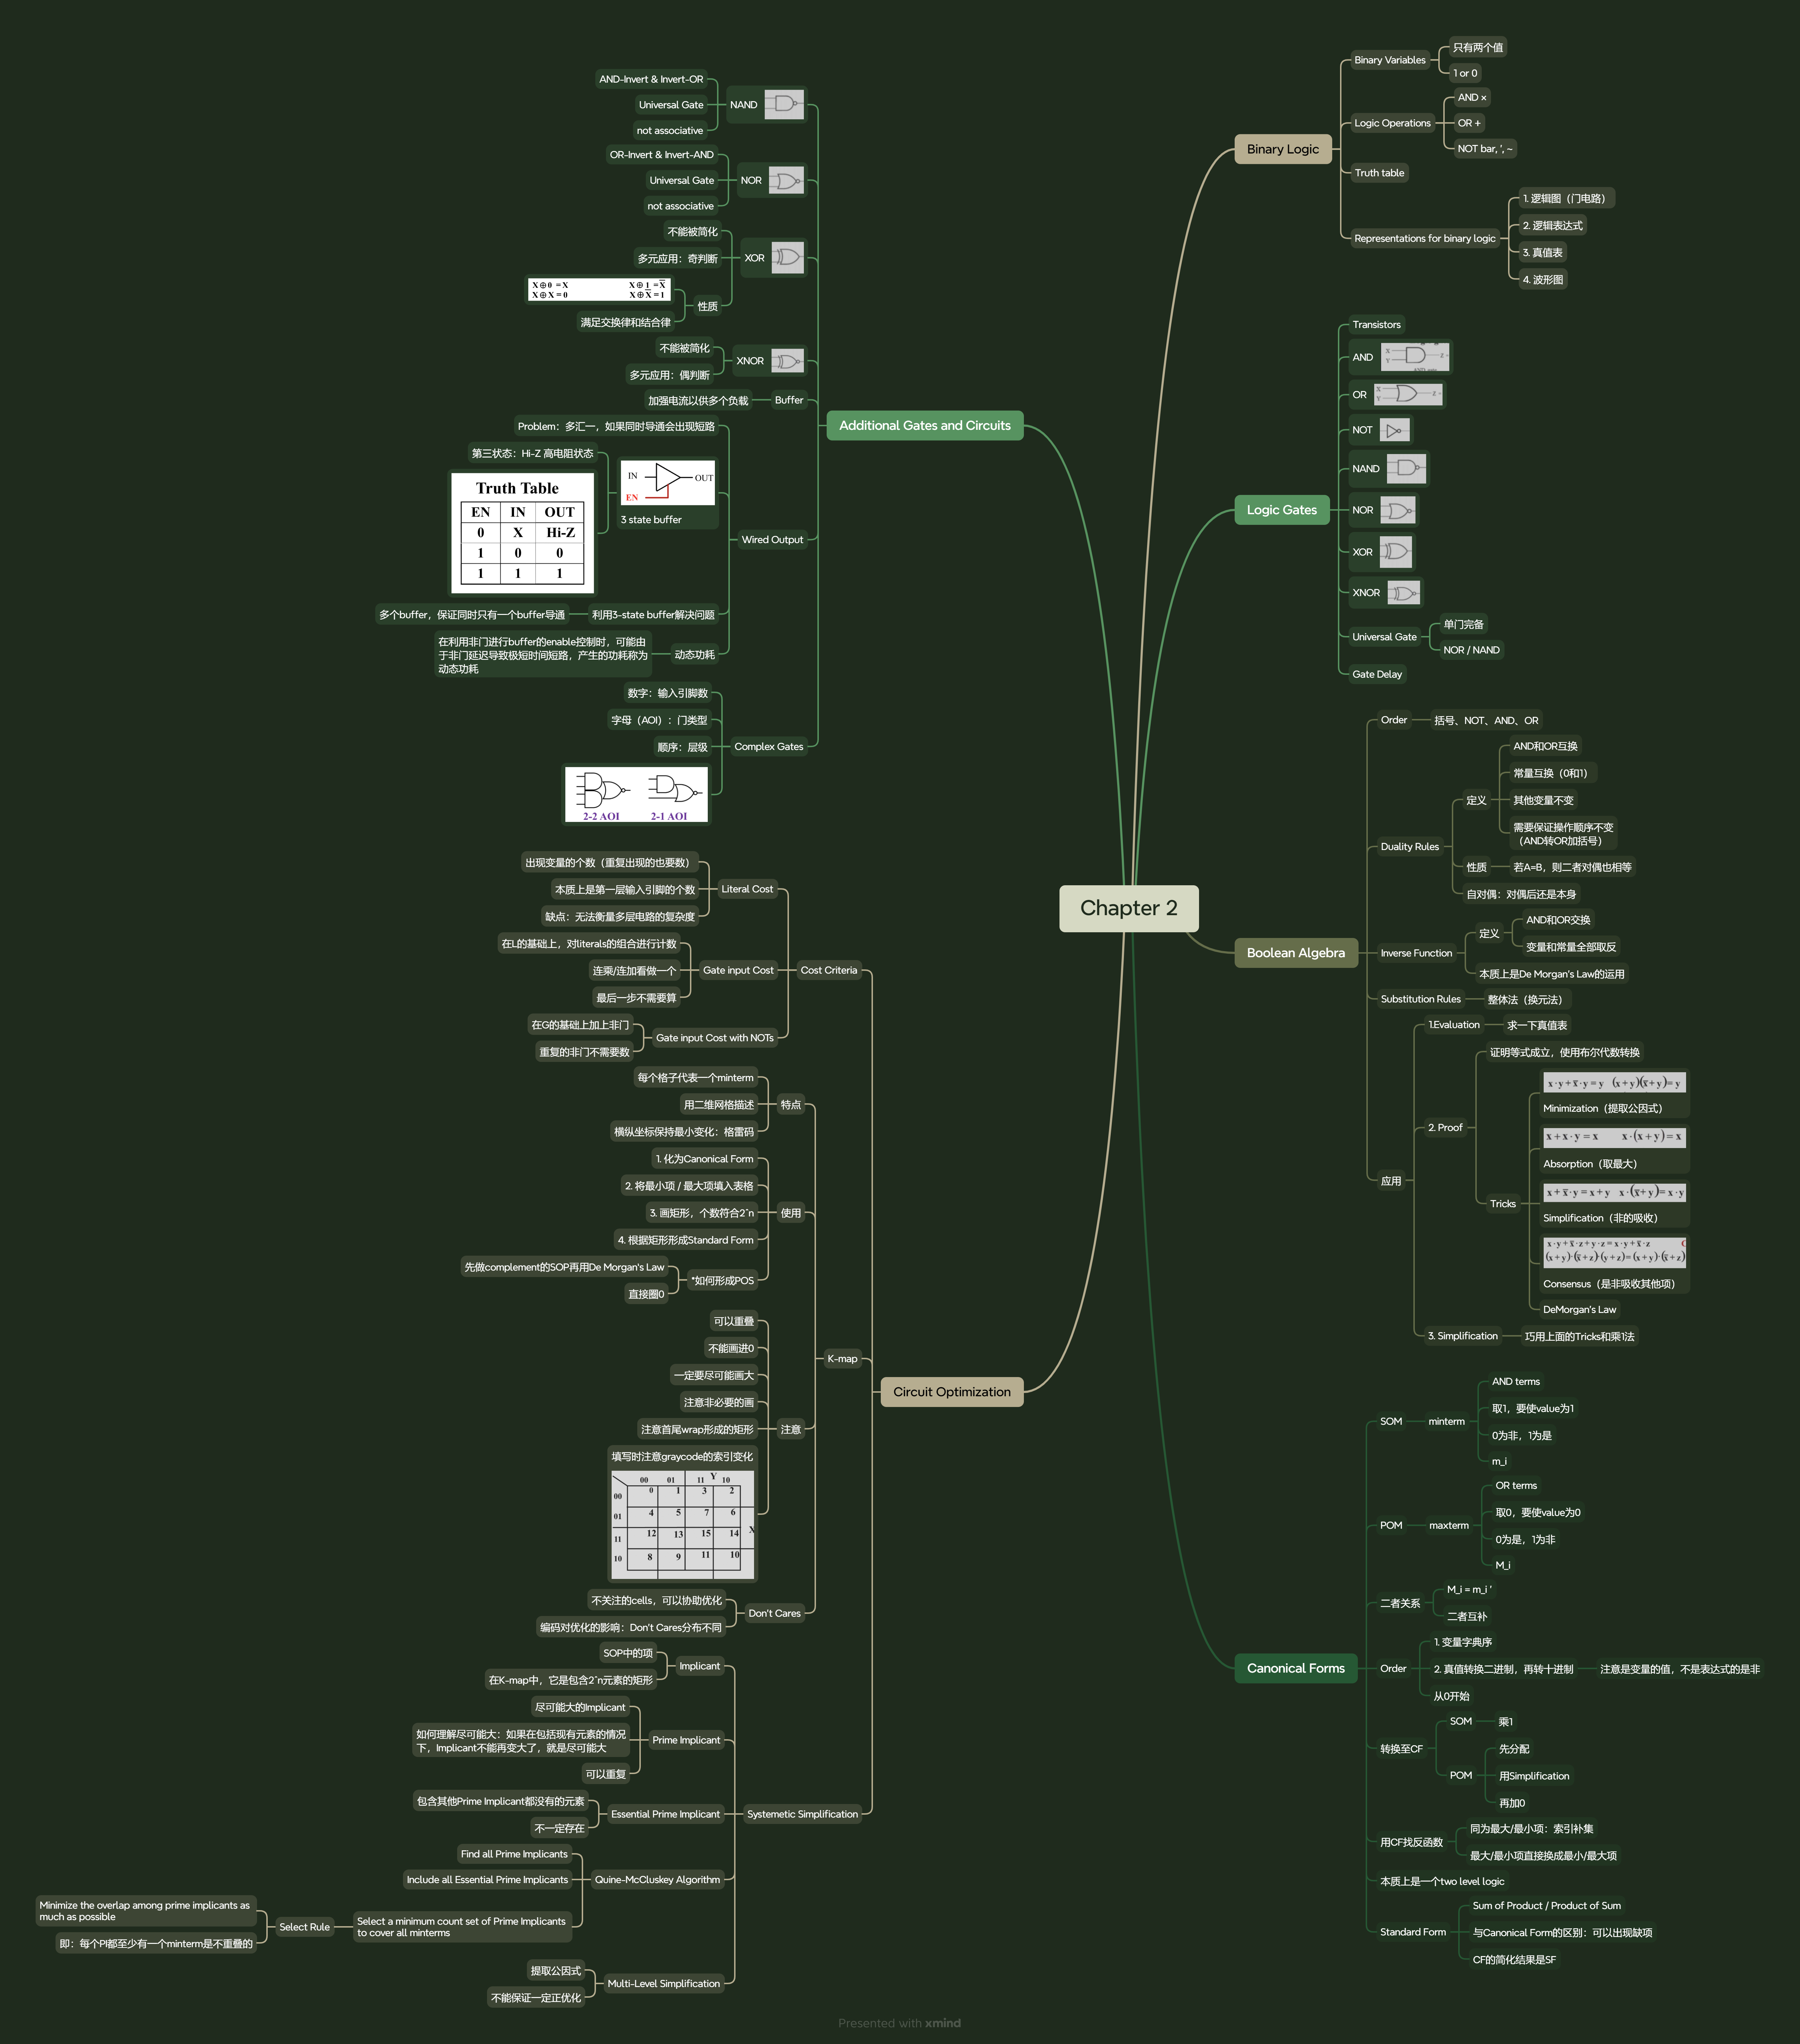 Chapter 2
Binary Logic
Binary Variables
只有两个值
1 or 0
Logic Operations
AND ×
OR +
NOT bar, ', ~
Truth table
Representations for binary logic
1. 逻辑图（门电路）
2. 逻辑表达式
3. 真值表
4. 波形图
Logic Gates
Transistors
AND
X
Y
Z
OR
X
Y
Z
NOT
NAND
NOR
XOR
XNOR
Universal Gate
单门完备
NOR / NAND
Gate Delay
Boolean Algebra
Order
括号、NOT、AND、OR
Duality Rules
定义
AND和OR互换
常量互换（0和1）
其他变量不变
需要保证操作顺序不变
（AND转OR加括号）
性质
若A=B，则二者对偶也相等
自对偶：对偶后还是本身
Inverse Function
定义
AND和OR交换
变量和常量全部取反
本质上是De Morgan's Law的运用
Substitution Rules
整体法（换元法）
应用
1.Evaluation
求一下真值表
2. Proof
证明等式成立，使用布尔代数转换
Tricks
x·y+x̅·y=y (x+y)(x̅+y)=y
Minimization（提取公因式）
x+x·y=x x·(x+y)=x
Absorption（取最大）
x+x̅·y=x+y x·(x̅+y)=x·y
Simplification（非的吸收）
x·y+x̅·z+y·z=x·y+x̅·z
(x+y)·(x̅+z)·(y+z)=(x+y)·(x̅+z)
Consensus（是非吸收其他项）
DeMorgan's Law
3. Simplification
巧用上面的Tricks和乘1法
Canonical Forms
SOM
minterm
AND terms
取1，要使value为1
0为非，1为是
m_i
POM
maxterm
OR terms
取0，要使value为0
0为是，1为非
M_i
二者关系
M_i = m_i '
二者互补
Order
1. 变量字典序
2. 真值转换二进制，再转十进制
注意是变量的值，不是表达式的是非
从0开始
转换至CF
SOM
乘1
POM
先分配
用Simplification
再加0
用CF找反函数
同为最大/最小项：索引补集
最大/最小项直接换成最小/最大项
本质上是一个two level logic
Standard Form
Sum of Product / Product of Sum
与Canonical Form的区别：可以出现缺项
CF的简化结果是SF
Additional Gates and Circuits
NAND
AND-Invert & Invert-OR
Universal Gate
not associative
NOR
OR-Invert & Invert-AND
Universal Gate
not associative
XOR
不能被简化
多元应用：奇判断
性质
X⊕0 =X X⊕1 =X̅
X⊕X=0 X⊕X̅=1
满足交换律和结合律
XNOR
不能被简化
多元应用：偶判断
Buffer
加强电流以供多个负载
Wired Output
Problem：多汇一，如果同时导通会出现短路
IN
OUT
EN
3 state buffer
第三状态：Hi-Z 高电阻状态
Truth Table
EN IN OUT
0 X Hi-Z
1 0 0
1 1 1
利用3-state buffer解决问题
多个buffer，保证同时只有一个buffer导通
动态功耗
在利用非门进行buffer的enable控制时，可能由
于非门延迟导致极短时间短路，产生的功耗称为
动态功耗
Complex Gates
数字：输入引脚数
字母（AOI）：门类型
顺序：层级
2-2 AOI 2-1 AOI
Circuit Optimization
Cost Criteria
Literal Cost
出现变量的个数（重复出现的也要数）
本质上是第一层输入引脚的个数
缺点：无法衡量多层电路的复杂度
Gate input Cost
在L的基础上，对literals的组合进行计数
连乘/连加看做一个
最后一步不需要算
Gate input Cost with NOTs
在G的基础上加上非门
重复的非门不需要数
K-map
特点
每个格子代表一个minterm
用二维网格描述
横纵坐标保持最小变化：格雷码
使用
1. 化为Canonical Form
2. 将最小项 / 最大项填入表格
3. 画矩形，个数符合2^n
4. 根据矩形形成Standard Form
*如何形成POS
先做complement的SOP再用De Morgan's Law
直接圈0
注意
可以重叠
不能画进0
一定要尽可能画大
注意非必要的画
注意首尾wrap形成的矩形
填写时注意graycode的索引变化
00 01 11 Y 10
00 0 1 3 2
01 4 5 7 6
11 12 13 15 14 X
10 8 9 11 10
Don't Cares
不关注的cells，可以协助优化
编码对优化的影响：Don't Cares分布不同
Systemetic Simplification
Implicant
SOP中的项
在K-map中，它是包含2^n元素的矩形
Prime Implicant
尽可能大的Implicant
如何理解尽可能大：如果在包括现有元素的情况
下，Implicant不能再变大了，就是尽可能大
可以重复
Essential Prime Implicant
包含其他Prime Implicant都没有的元素
不一定存在
Quine-McCluskey Algorithm
Find all Prime Implicants
Include all Essential Prime Implicants
Select a minimum count set of Prime Implicants
to cover all minterms
Select Rule
Minimize the overlap among prime implicants as
much as possible
即：每个PI都至少有一个minterm是不重叠的
Multi-Level Simplification
提取公因式
不能保证一定正优化
Presented with xmind